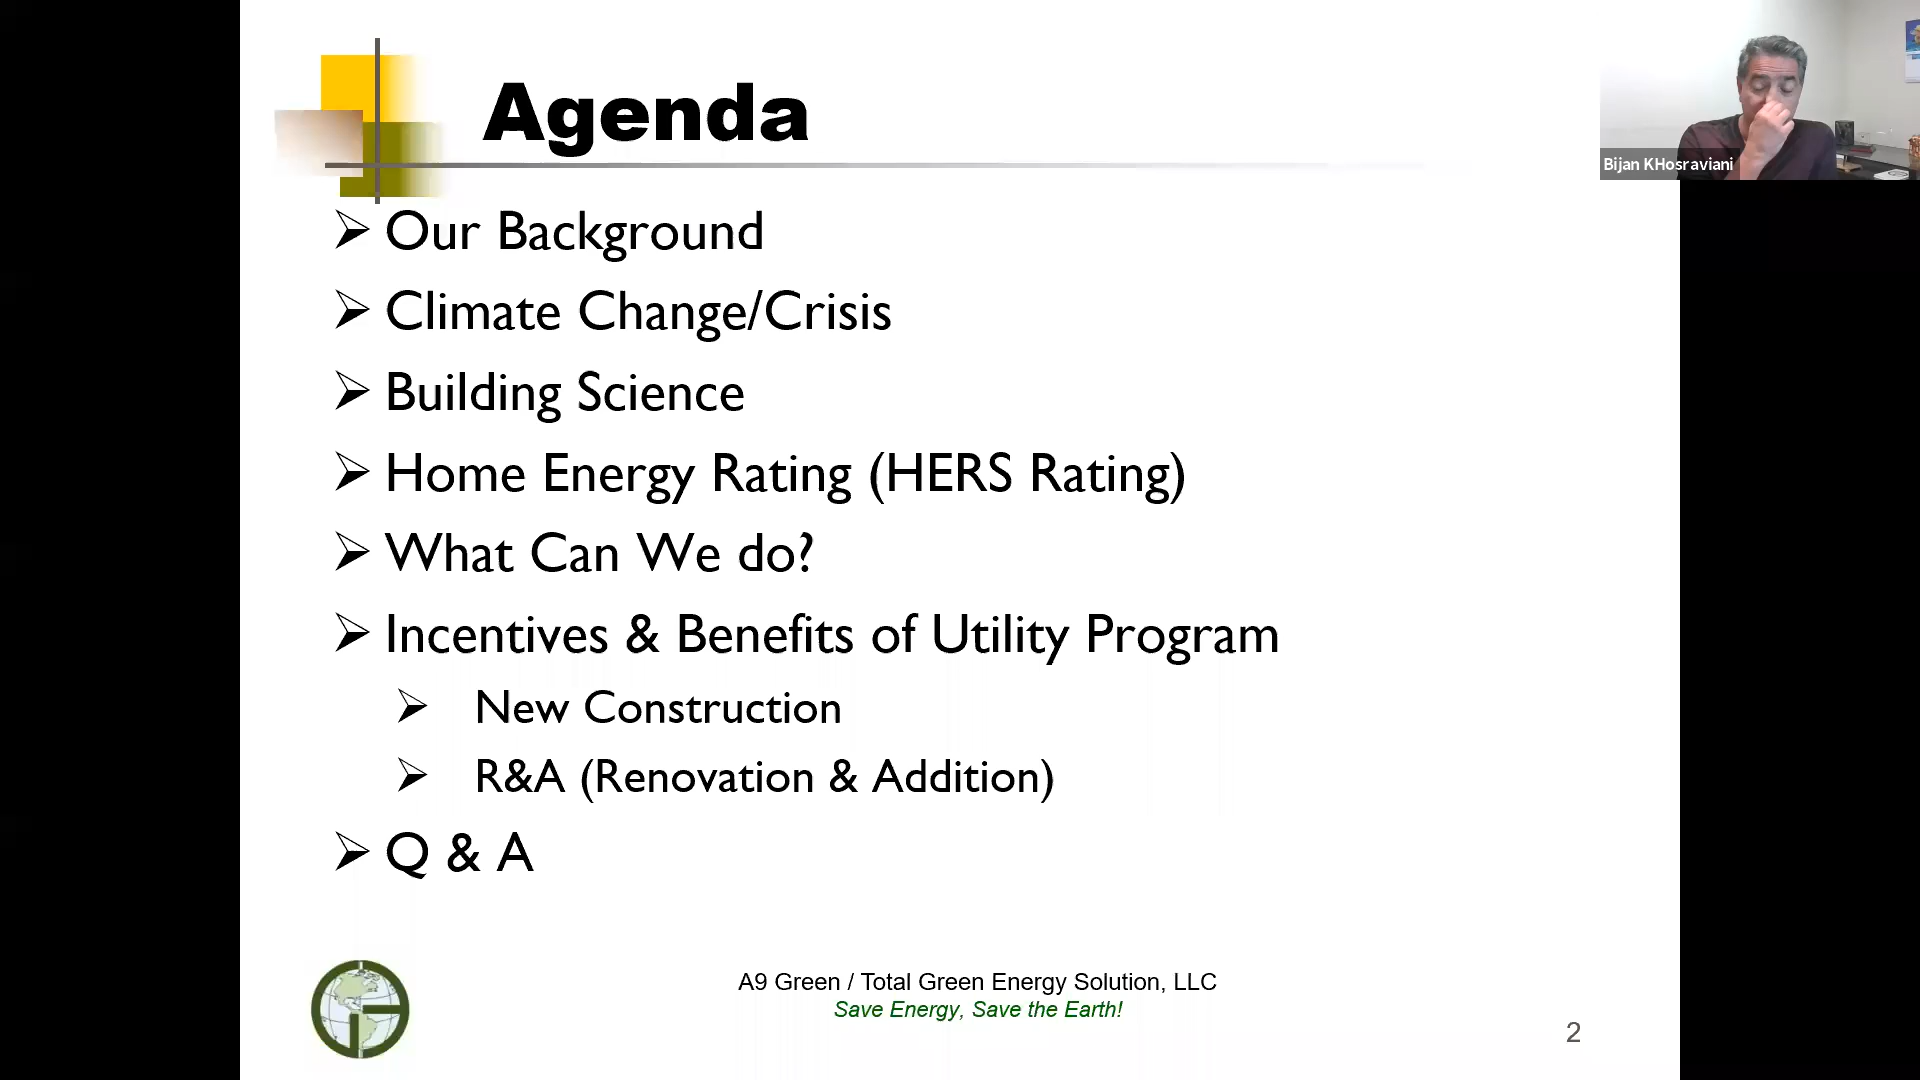 Agenda
Our Background
Climate Change/Crisis
Building Science
Home Energy Rating (HERS Rating)
What Can We do?
Incentives & Benefits of Utility Program
New Construction
R&A (Renovation & Addition)
Q & A
A9 Green / Total Green Energy Solution, LLC
Save Energy, Save the Earth!
2
Bijan KHosraviani